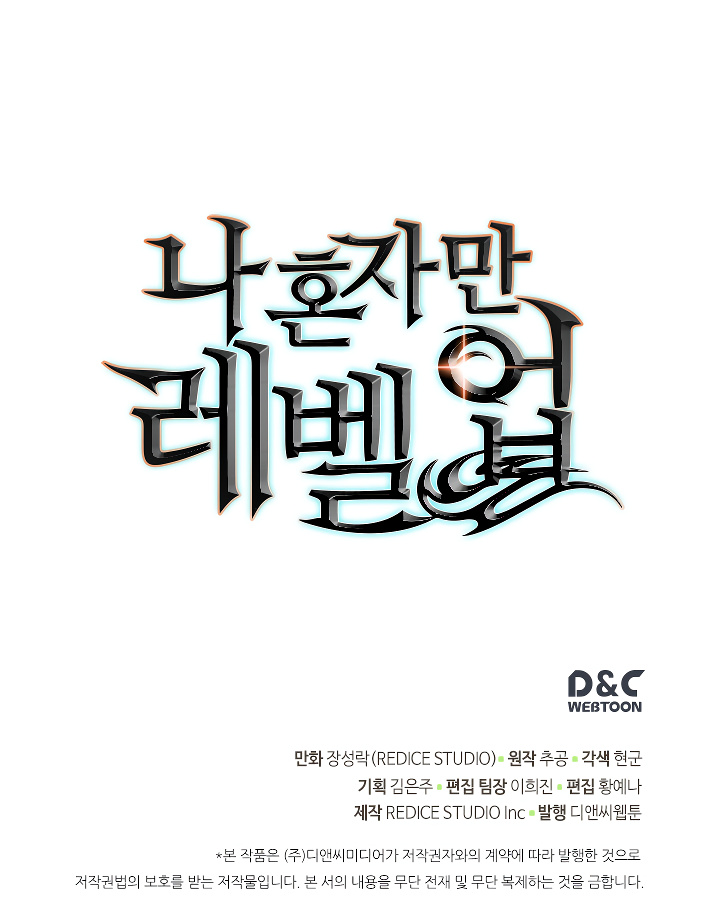 나 혼자만
레벨업
D&C
WEBTOON
만화 장성락(REDICE STUDIO) • 원작 추공 • 각색 현군
기획 김은주 • 편집 팀장 이희진 • 편집 황예나
제작 REDICE STUDIO Inc • 발행 디앤씨웹툰
*본 작품은 (주)디앤씨미디어가 저작권자와의 계약에 따라 발행한 것으로
저작권법의 보호를 받는 저작물입니다. 본 서의 내용을 무단 전재 및 무단 복제하는 것을 금합니다.